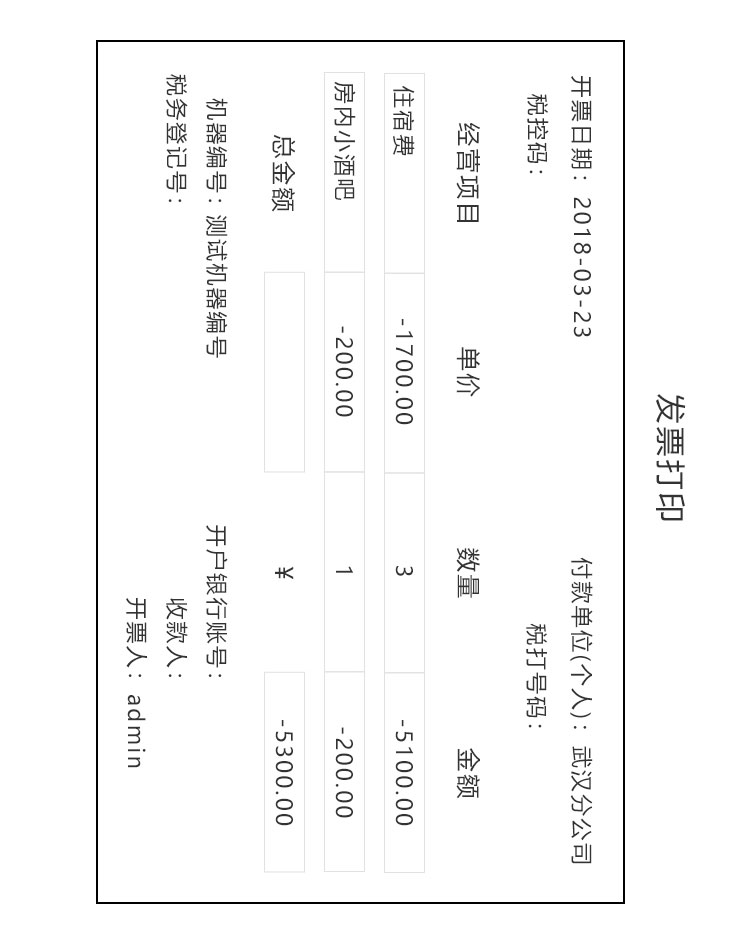 发票打印
开票日期：2018-03-23 付款单位(个人)：武汉分公司
税控码： 税打号码：
经营项目 单价 数量 金额
住宿费 -1700.00 3 -5100.00
房内小酒吧 -200.00 1 -200.00
总金额 ¥ -5300.00
机器编号：测试机器编号 开户银行账号：
税务登记号： 收款人：
开票人：admin